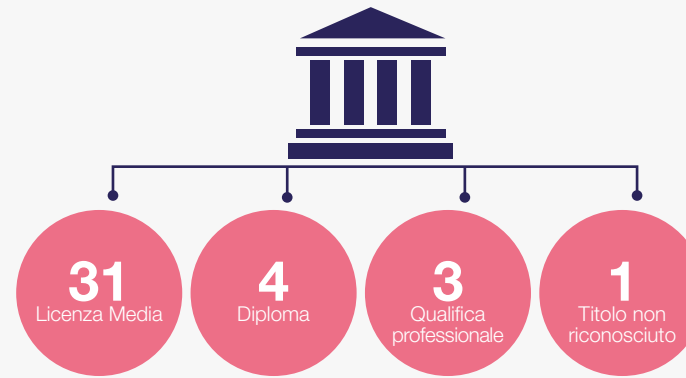 31
Licenza Media
4
Diploma
3
Qualifica
professionale
1
Titolo non
riconosciuto